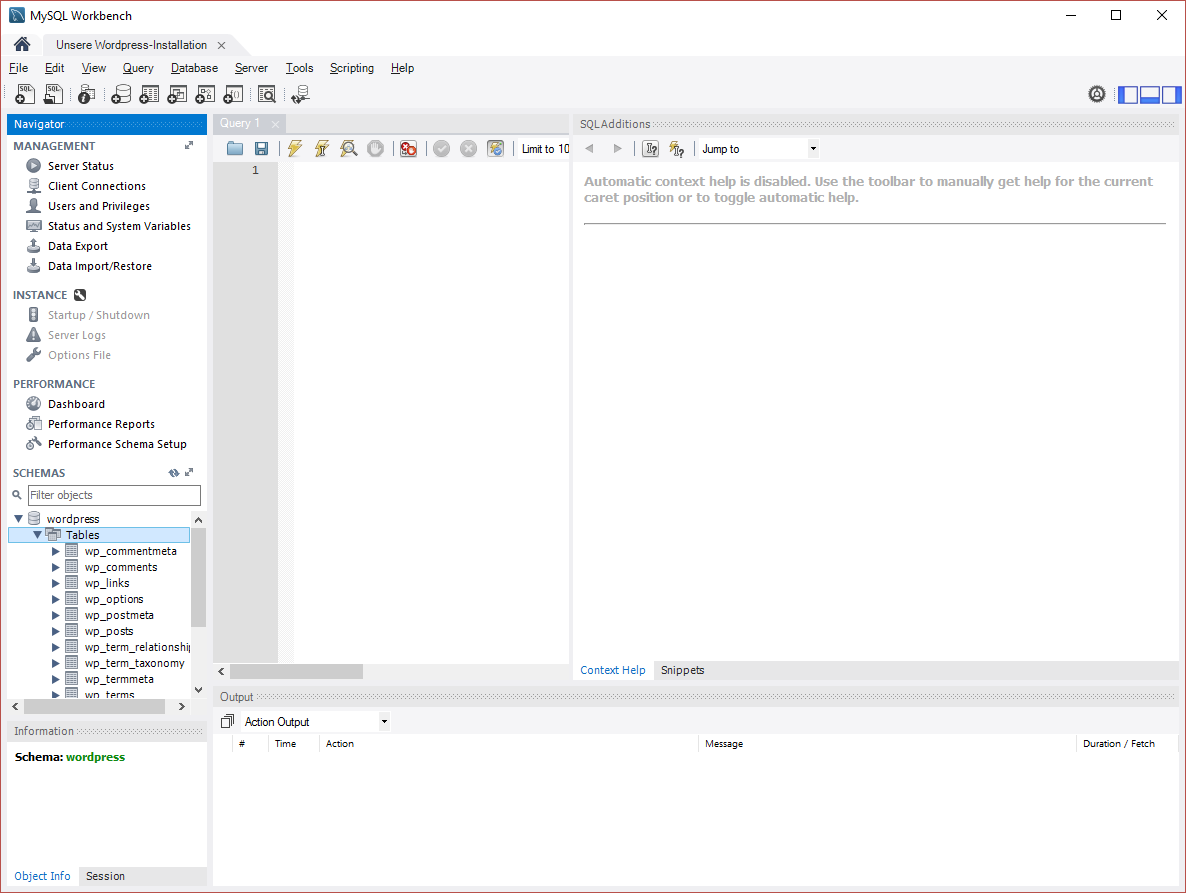 MySQL Workbench
Unsere Wordpress-Installation
File Edit View Query Database Server Tools Scripting Help
Navigator
MANAGEMENT
Server Status
Client Connections
Users and Privileges
Status and System Variables
Data Export
Data Import/Restore
INSTANCE
Startup / Shutdown
Server Logs
Options File
PERFORMANCE
Dashboard
Performance Reports
Performance Schema Setup
SCHEMAS
Filter objects
wordpress
Tables
wp_commentmeta
wp_comments
wp_links
wp_options
wp_postmeta
wp_posts
wp_term_relationshi
wp_term_taxonomy
wp_termmeta
wp_terms
Information
Schema: wordpress
Object Info Session
Query 1
Limit to 10
1
SQLAdditions
Jump to
Automatic context help is disabled. Use the toolbar to manually get help for the current
caret position or to toggle automatic help.
Context Help Snippets
Output
Action Output
# Time Action Message Duration / Fetch